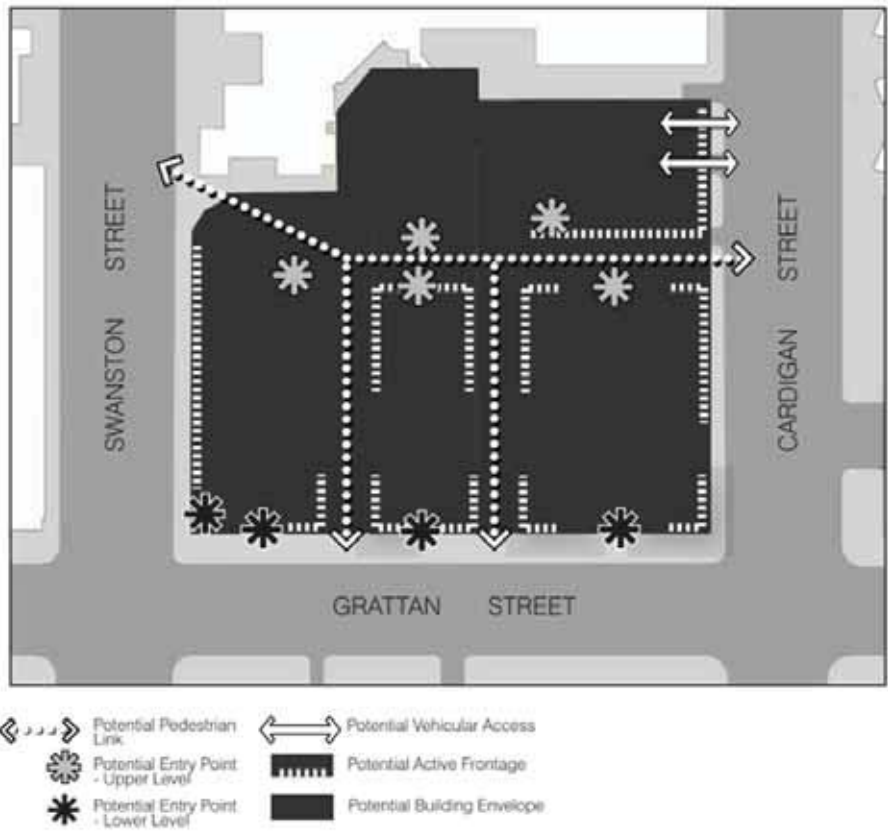 SWANSTON STREET
CARDIGAN STREET
GRATTAN STREET
Potential Pedestrian
Link
Potential Vehicular Access
Potential Entry Point
- Upper Level
Potential Active Frontage
Potential Entry Point
- Lower Level
Potential Building Envelope